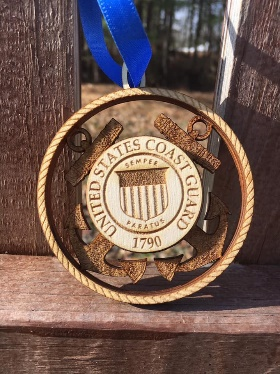 UNITED STATES COAST GUARD
SEMPER
PARATUS
1790